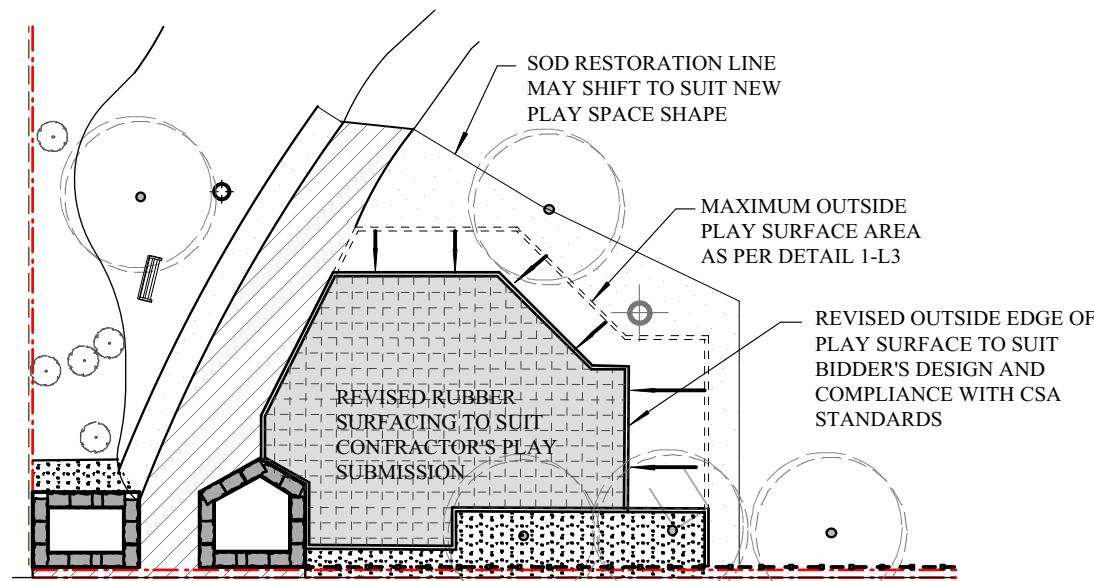 SOD RESTORATION LINE
MAY SHIFT TO SUIT NEW
PLAY SPACE SHAPE
MAXIMUM OUTSIDE
PLAY SURFACE AREA
AS PER DETAIL 1-L3
REVISED OUTSIDE EDGE OF
PLAY SURFACE TO SUIT
BIDDER'S DESIGN AND
COMPLIANCE WITH CSA
STANDARDS
REVISED RUBBER
SURFACING TO SUIT
CONTRACTOR'S PLAY
SUBMISSION